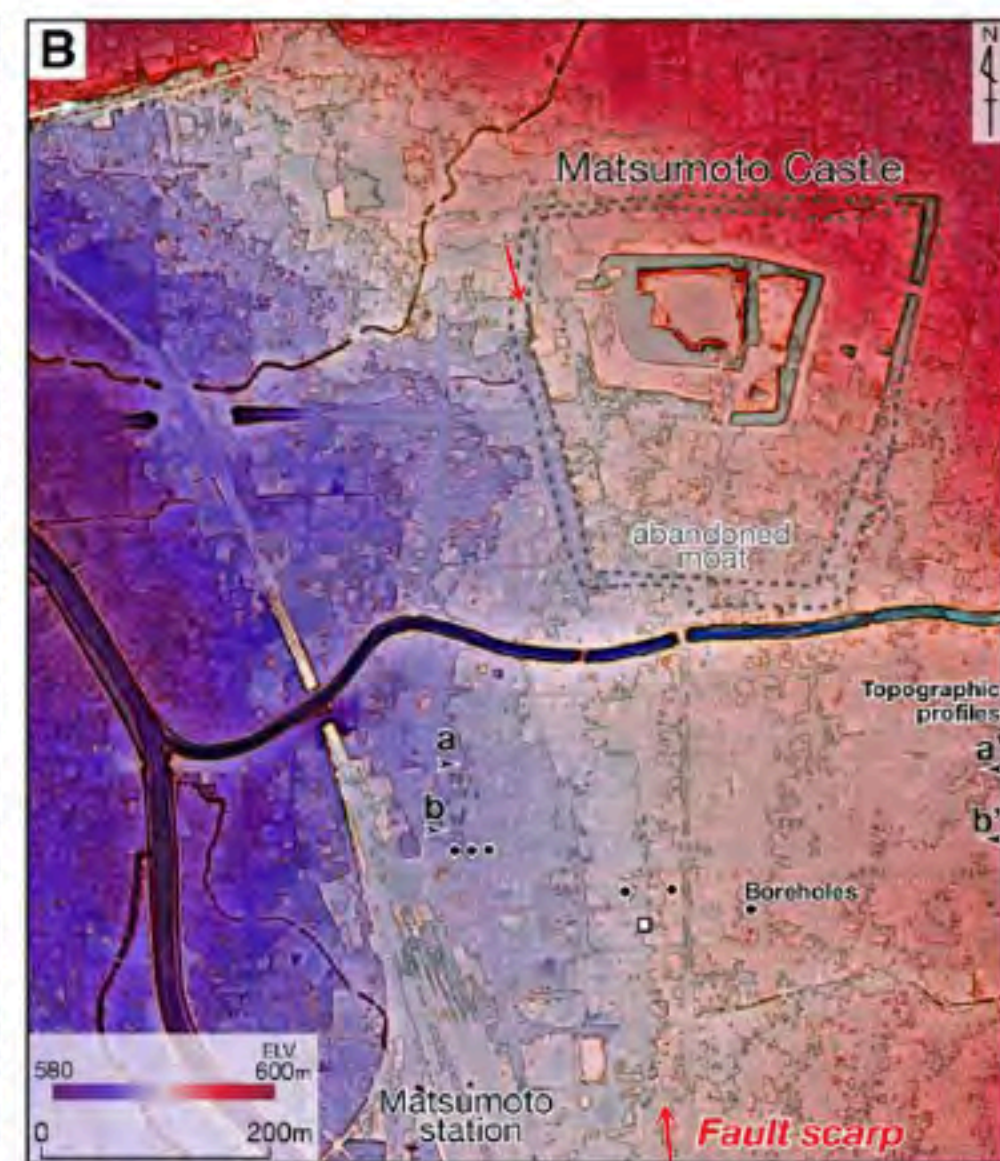 B
N
Matsumoto Castle
abandoned
moat
Topographic
profiles
a
a'
b
b'
Boreholes
ELV.
580
600m
0
200m
Matsumoto
station
Fault scarp